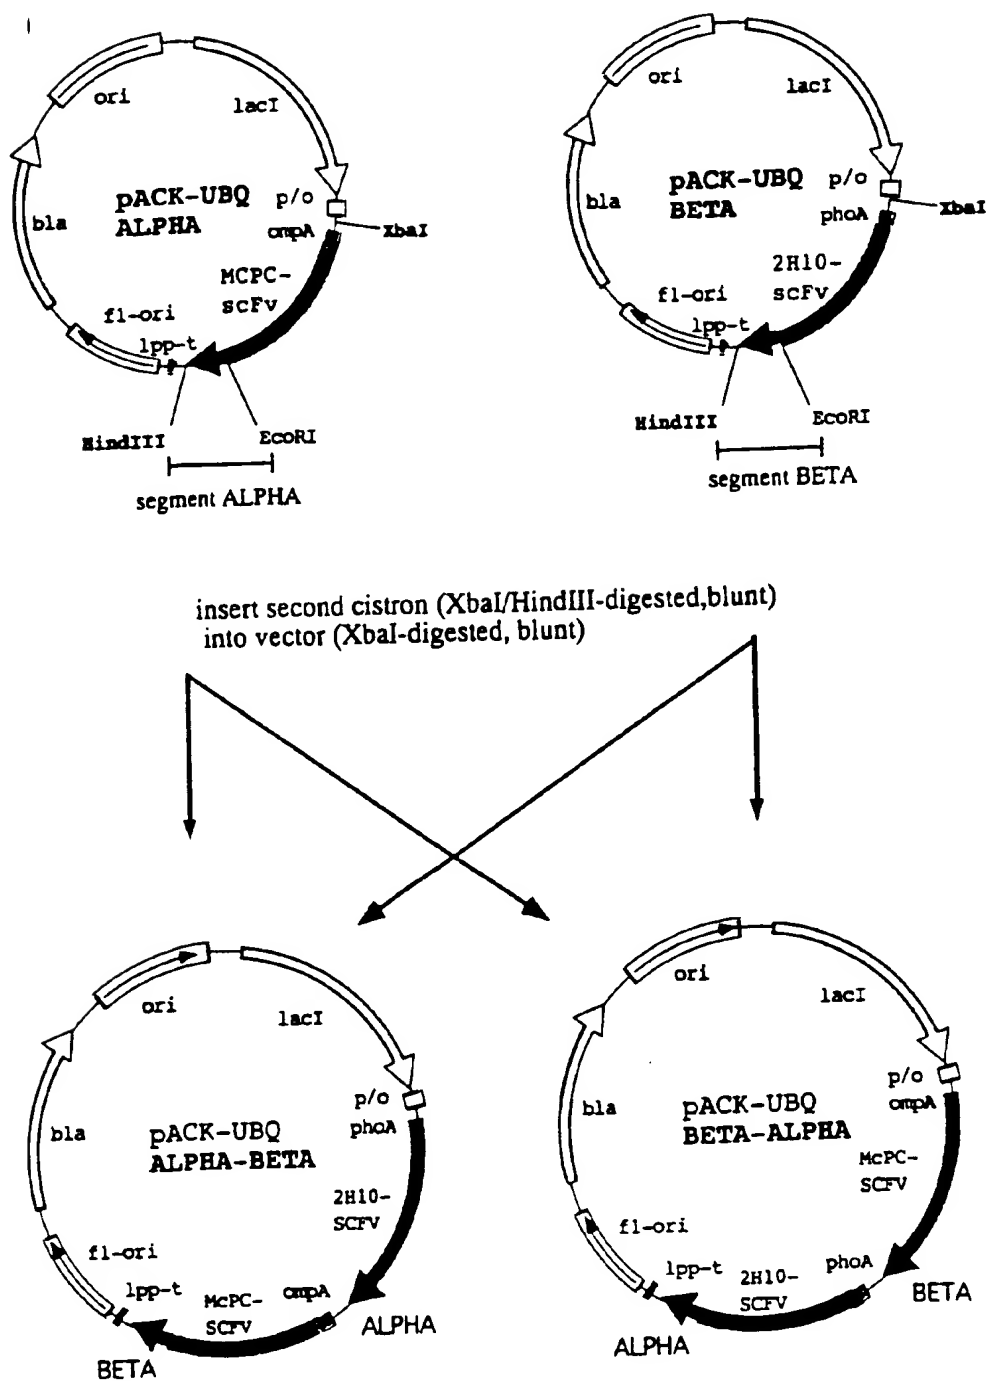 ori
lacI
pACK-UBQ
ALPHA
p/o
ompA
XbaI
bla
MCPC-
scFv
f1-ori
lpp-t
HindIII
EcoRI
segment ALPHA
ori
lacI
pACK-UBQ
BETA
p/o
phoA
XbaI
bla
2H10-
scFv
f1-ori
lpp-t
HindIII
EcoRI
segment BETA
insert second cistron (XbaI/HindIII-digested,blunt)
into vector (XbaI-digested, blunt)
ori
lacI
p/o
phoA
bla
pACK-UBQ
ALPHA-BETA
2H10-
SCFV
f1-ori
lpp-t
McPC-
SCFV
ompA
ALPHA
BETA
ori
lacI
p/o
ompA
bla
pACK-UBQ
BETA-ALPHA
McPC-
SCFV
f1-ori
lpp-t
2H10-
SCFV
phoA
BETA
ALPHA